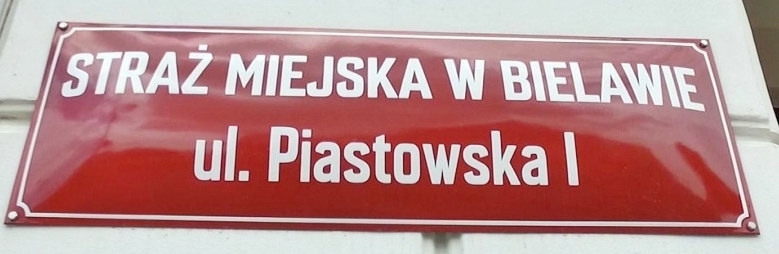 STRAŻ MIEJSKA W BIELAWIE
ul. Piastowska I